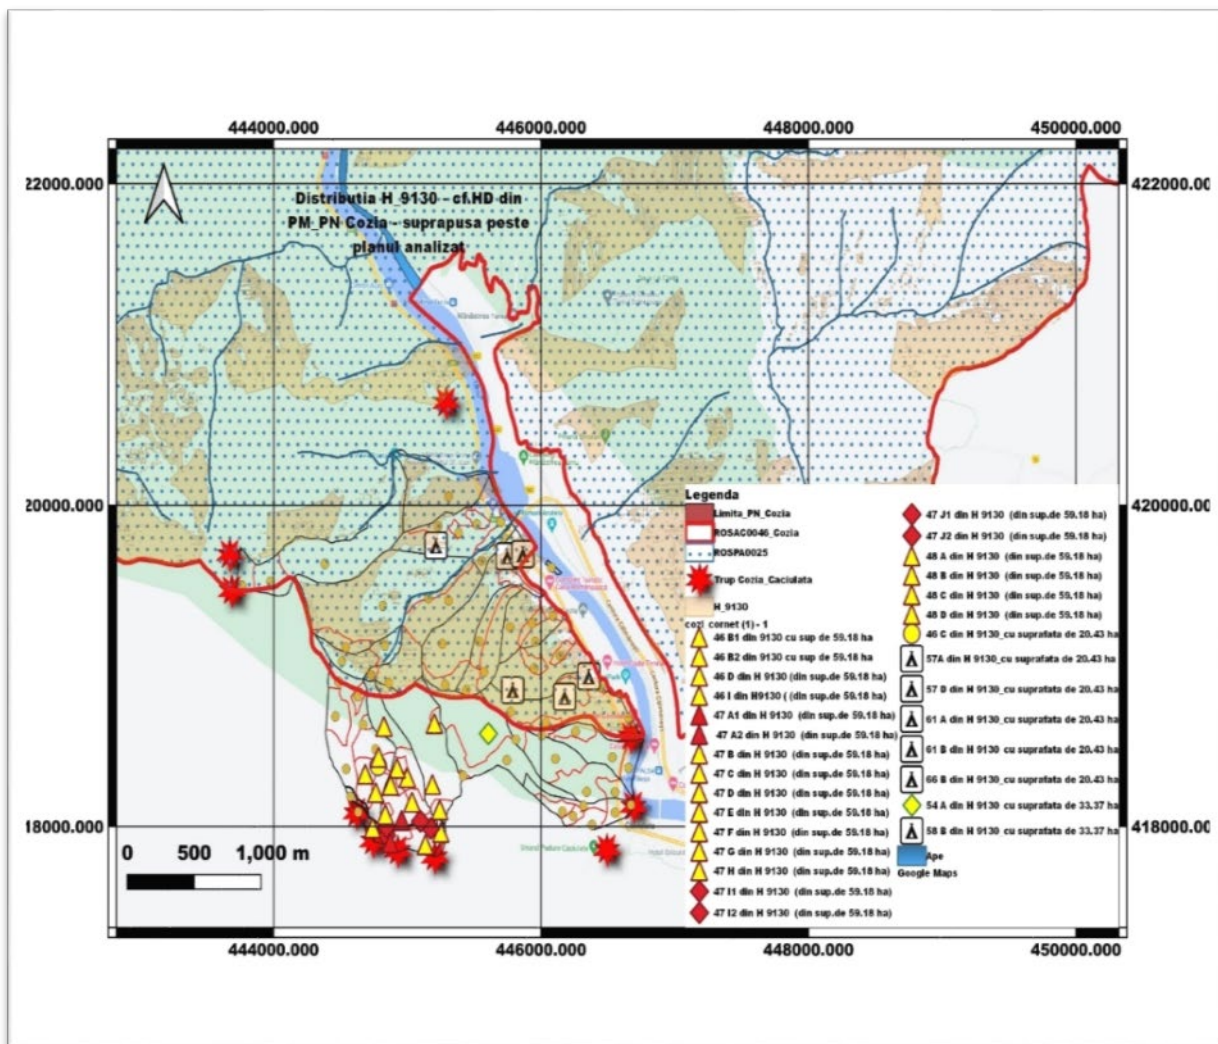 444000.000 446000.000 448000.000 450000.000
22000.000
422000.00
Distributia H_9130 - cf.HD din
PM_PN Cozia - suprapusa peste
planul analizat
20000.000
420000.00
18000.000
418000.00
0 500 1,000 m
Legenda
Limita_PN_Cozia
ROSAC0046_Cozia
ROSPA0025
Trup Cozia_Caciulata
H_9130
cozi_cornet (1) - 1
46 B1 din 9130 cu sup de 59.18 ha
46 B2 din 9130 cu sup de 59.18 ha
46 D din H 9130 (din sup.de 59.18 ha)
46 I din H9130 ( (din sup.de 59.18 ha)
47 A1 din H 9130 (din sup.de 59.18 ha)
47 A2 din H 9130 (din sup.de 59.18 ha)
47 B din H 9130 (din sup.de 59.18 ha)
47 C din H 9130 (din sup.de 59.18 ha)
47 D din H 9130 (din sup.de 59.18 ha)
47 E din H 9130 (din sup.de 59.18 ha)
47 F din H 9130 (din sup.de 59.18 ha)
47 G din H 9130 (din sup.de 59.18 ha)
47 H din H 9130 (din sup.de 59.18 ha)
47 I1 din H 9130 (din sup.de 59.18 ha)
47 I2 din H 9130 (din sup.de 59.18 ha)
47 J1 din H 9130 (din sup.de 59.18 ha)
47 J2 din H 9130 (din sup.de 59.18 ha)
48 A din H 9130 (din sup.de 59.18 ha)
48 B din H 9130 (din sup.de 59.18 ha)
48 C din H 9130 (din sup.de 59.18 ha)
48 D din H 9130 (din sup.de 59.18 ha)
46 C din H 9130_cu suprafata de 20.43 ha
57A din H 9130_cu suprafata de 20.43 ha
57 D din H 9130_cu suprafata de 20.43 ha
61 A din H 9130_cu suprafata de 20.43 ha
61 B din H 9130_cu suprafata de 20.43 ha
66 B din H 9130_cu suprafata de 20.43 ha
54 A din H 9130 cu suprafata de 33.37 ha
58 B din H 9130 cu suprafata de 33.37 ha
Ape
Google Maps
444000.000 446000.000 448000.000 450000.000